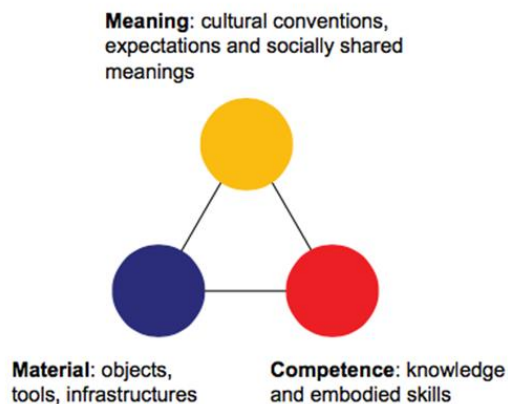 Meaning: cultural conventions,
expectations and socially shared
meanings
Material: objects,
tools, infrastructures
Competence: knowledge
and embodied skills